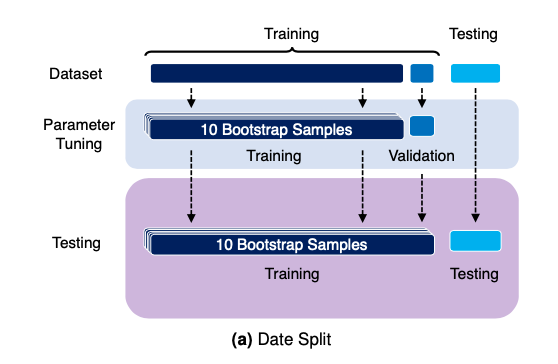 Training
Testing
Dataset
Parameter
Tuning
10 Bootstrap Samples
Training
Validation
Testing
10 Bootstrap Samples
Training
Testing
(a) Date Split